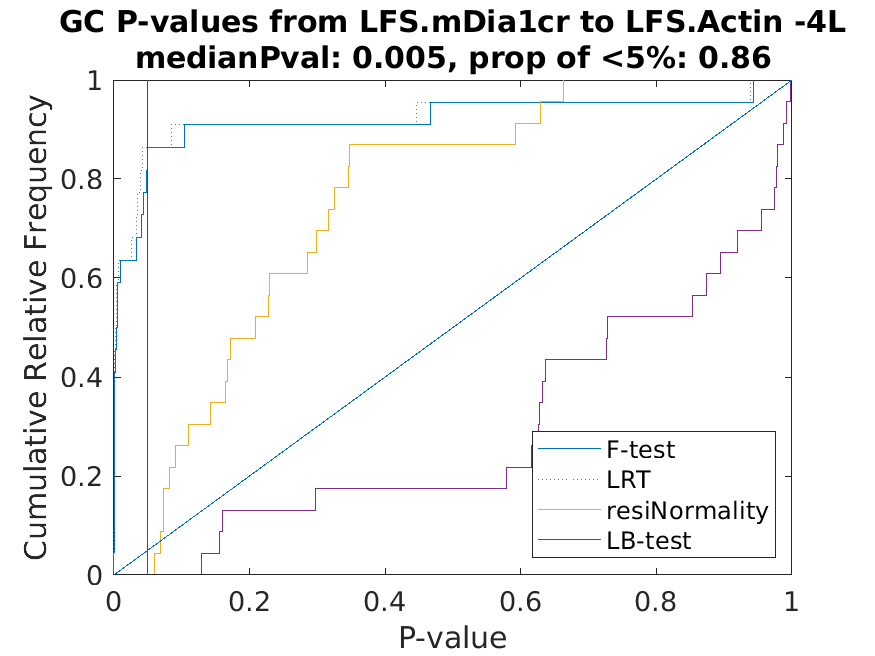 GC P-values from LFS.mDia1cr to LFS.Actin -4L
medianPval: 0.005, prop of <5%: 0.86
Cumulative Relative Frequency
1
0.8
0.6
0.4
0.2
0
F-test
LRT
resiNormality
LB-test
0 0.2 0.4 0.6 0.8 1
P-value